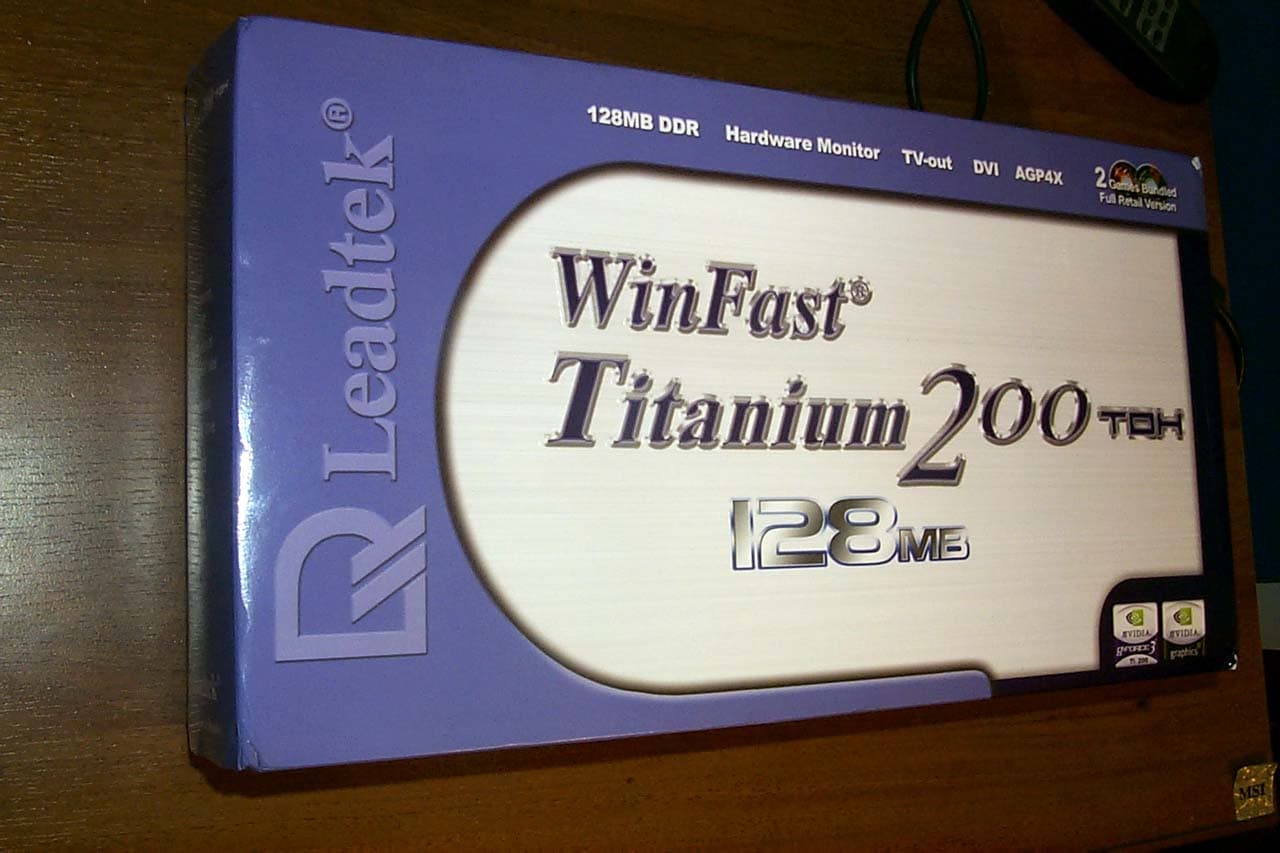 128MB DDR Hardware Monitor TV-out DVI AGP4X
2 Games Bundled
Full Retail Version
Leadtek®
WinFast®
Titanium 200 TDH
128MB
NVIDIA
GFORCE3
Ti 200
NVIDIA
graphics
MSI